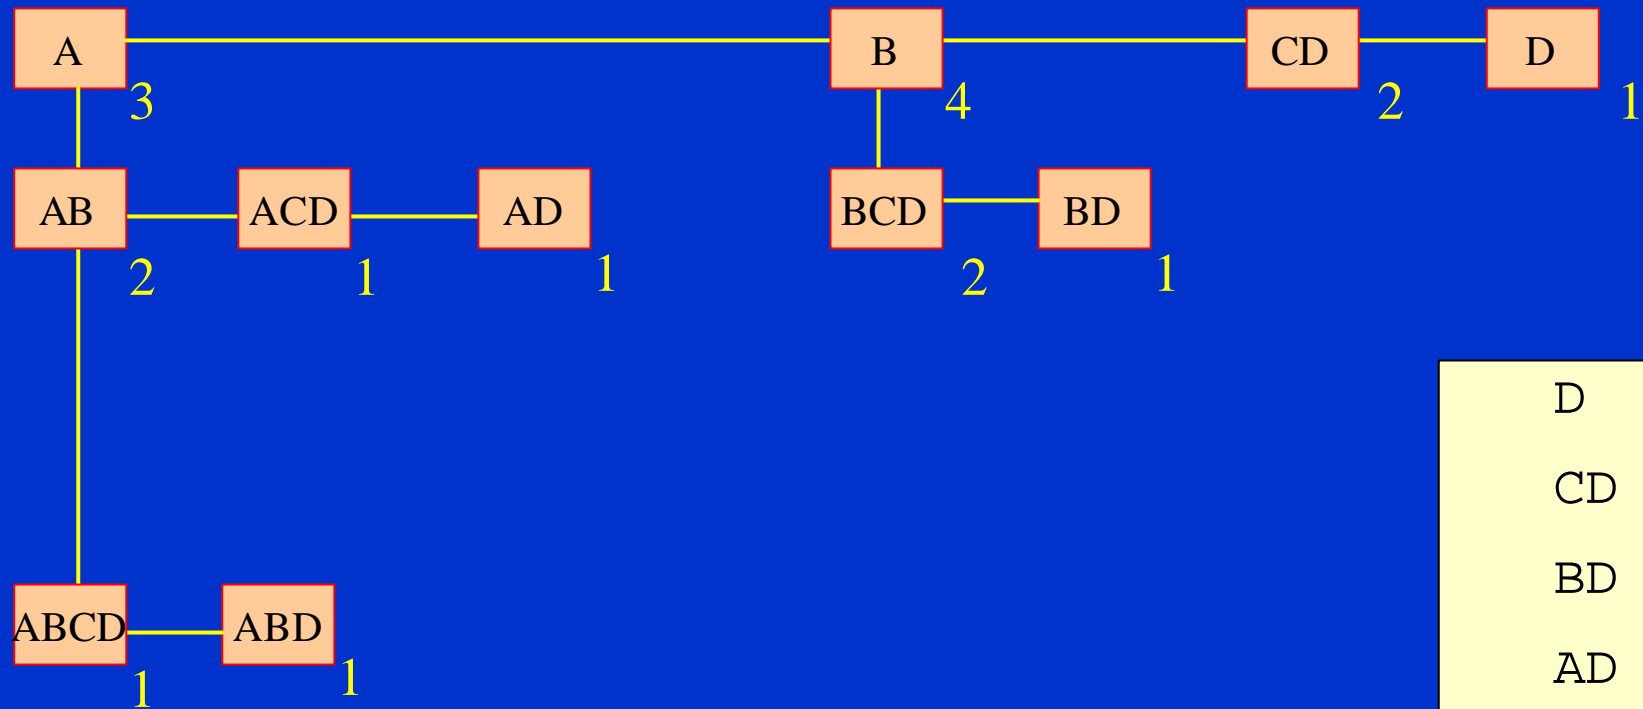 A B CD D
3 4 2 1
AB ACD AD BCD BD
2 1 1 2 1
D
CD
BD
ABCD ABD
AD
1 1